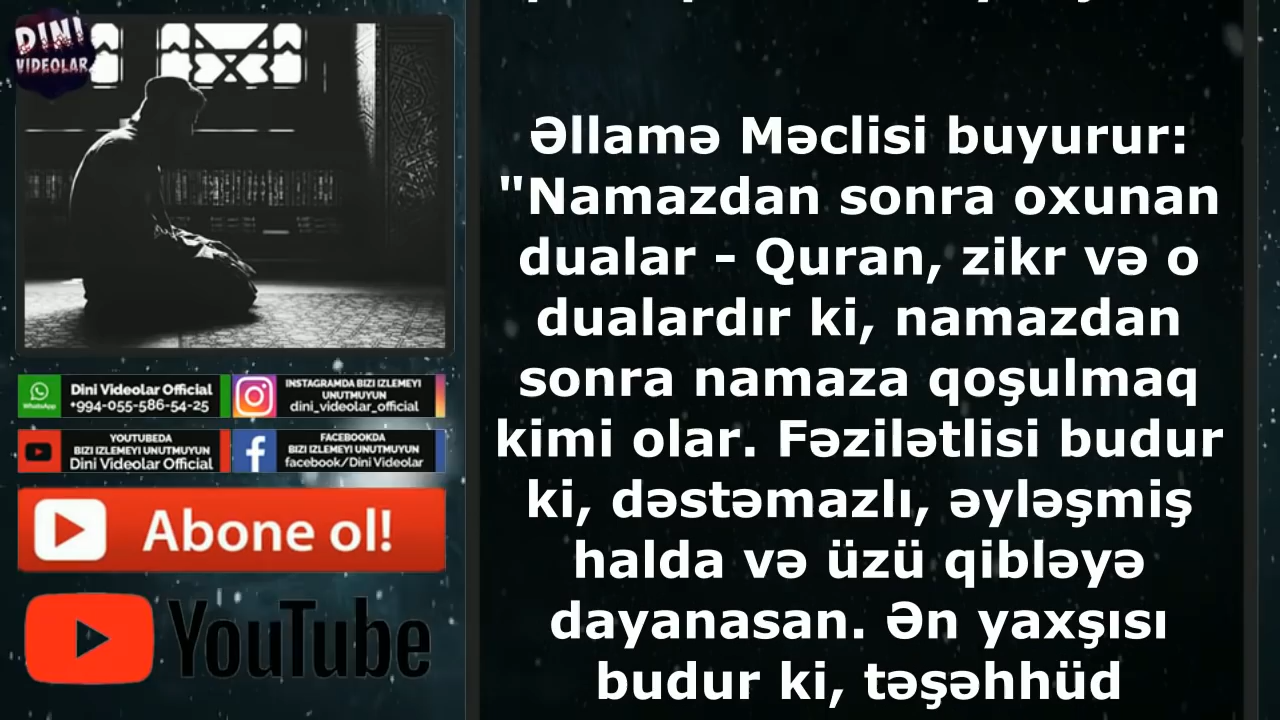 DINI
VIDEOLAR
WhatsApp
Dini Videolar Official
+994-055-586-54-25
INSTAGRAMDA BIZI IZLEMEYI
UNUTMUYUN
dini_videolar_official
YOUTUBEDA
BIZI IZLEMEYI UNUTMUYUN
Dini Videolar Official
FACEBOOKDA
BIZI IZLEMEYI UNUTMUYUN
facebook/Dini Videolar
Abone ol!
YouTube
Əllamə Məclisi buyurur:
"Namazdan sonra oxunan
dualar - Quran, zikr və o
dualardır ki, namazdan
sonra namaza qoşulmaq
kimi olar. Fəzilətlisi budur
ki, dəstəmazlı, əyləşmiş
halda və üzü qibləyə
dayanasan. Ən yaxşısı
budur ki, təşəhhüd